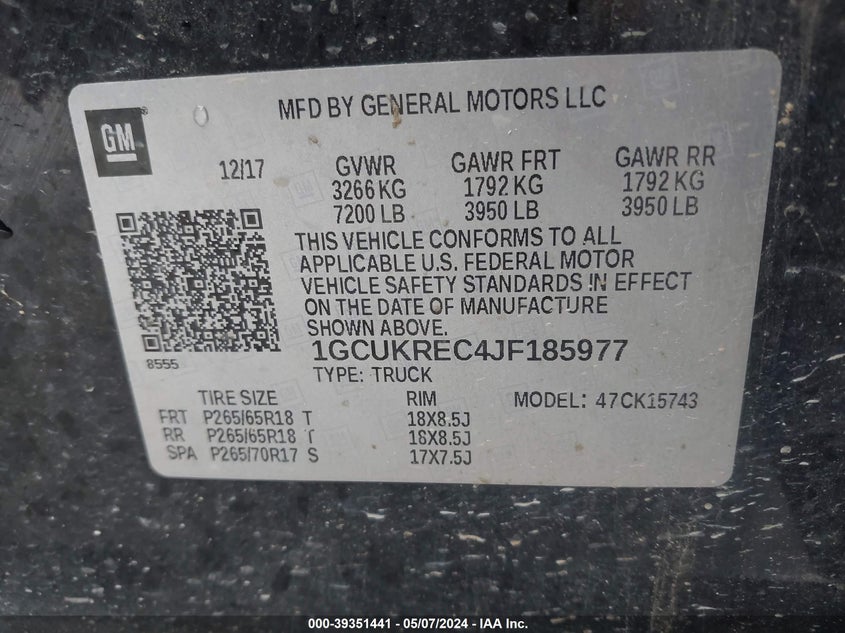 MFD BY GENERAL MOTORS LLC
GM
12/17 GVWR GAWR FRT GAWR RR
3266 KG 1792 KG 1792 KG
7200 LB 3950 LB 3950 LB
THIS VEHICLE CONFORMS TO ALL
APPLICABLE U.S. FEDERAL MOTOR
VEHICLE SAFETY STANDARDS IN EFFECT
ON THE DATE OF MANUFACTURE
SHOWN ABOVE.
1GCUKREC4JF185977
8555
TYPE: TRUCK
TIRE SIZE RIM MODEL: 47CK15743
FRT P265/65R18 T 18X8.5J
RR P265/65R18 T 18X8.5J
SPA P265/70R17 S 17X7.5J
000-39351441 - 05/07/2024 - IAA Inc.